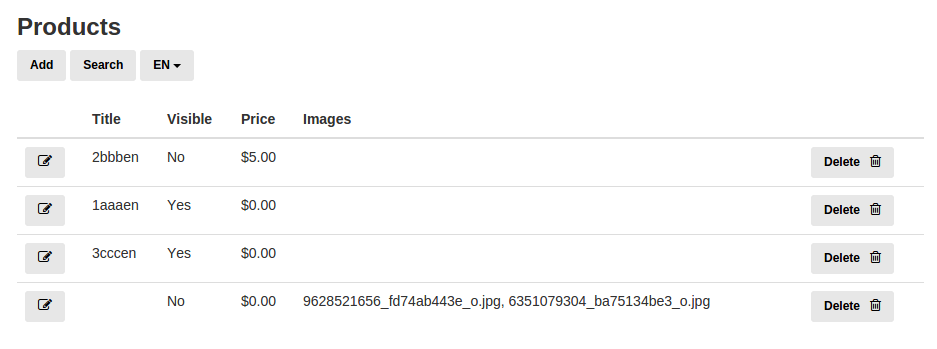 Products
Add Search EN
Title Visible Price Images
2bbben No $5.00 Delete
1aaaen Yes $0.00 Delete
3cccen Yes $0.00 Delete
No $0.00 9628521656_fd74ab443e_o.jpg, 6351079304_ba75134be3_o.jpg Delete